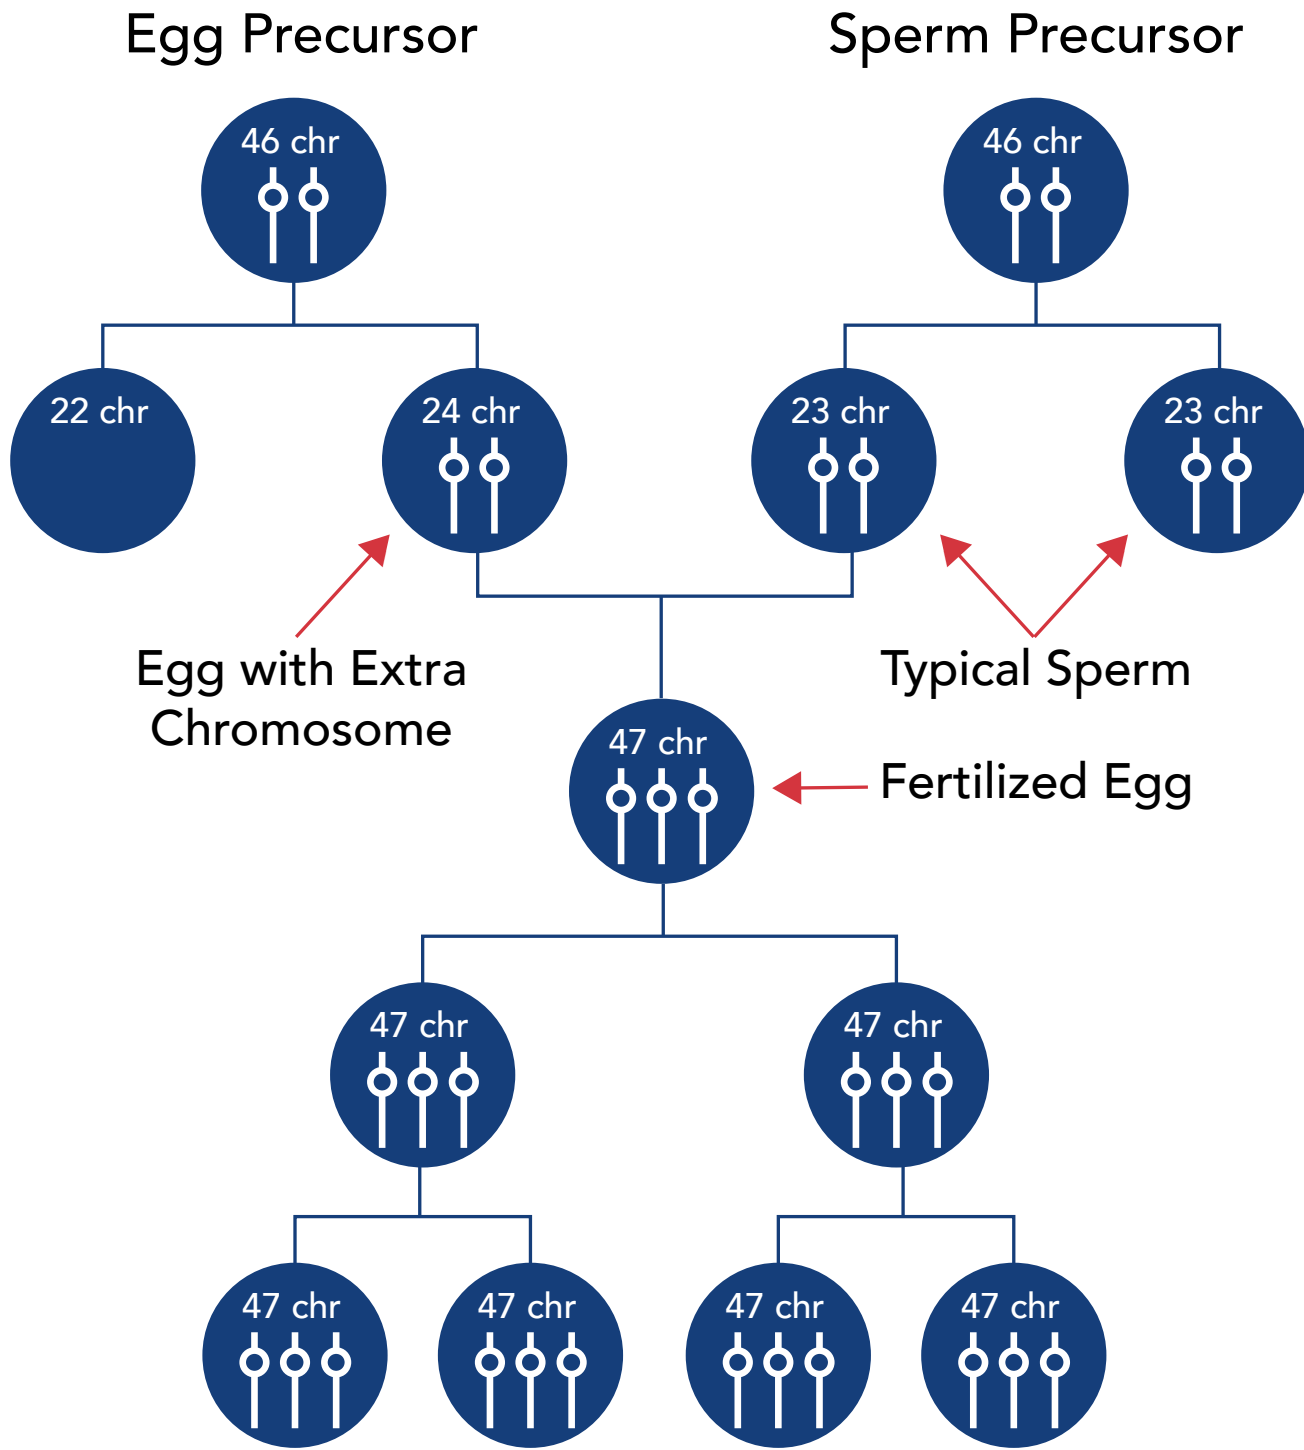 Egg Precursor
Sperm Precursor
46 chr
46 chr
22 chr
24 chr
23 chr
23 chr
Egg with Extra
Chromosome
Typical Sperm
47 chr
Fertilized Egg
47 chr
47 chr
47 chr
47 chr
47 chr
47 chr